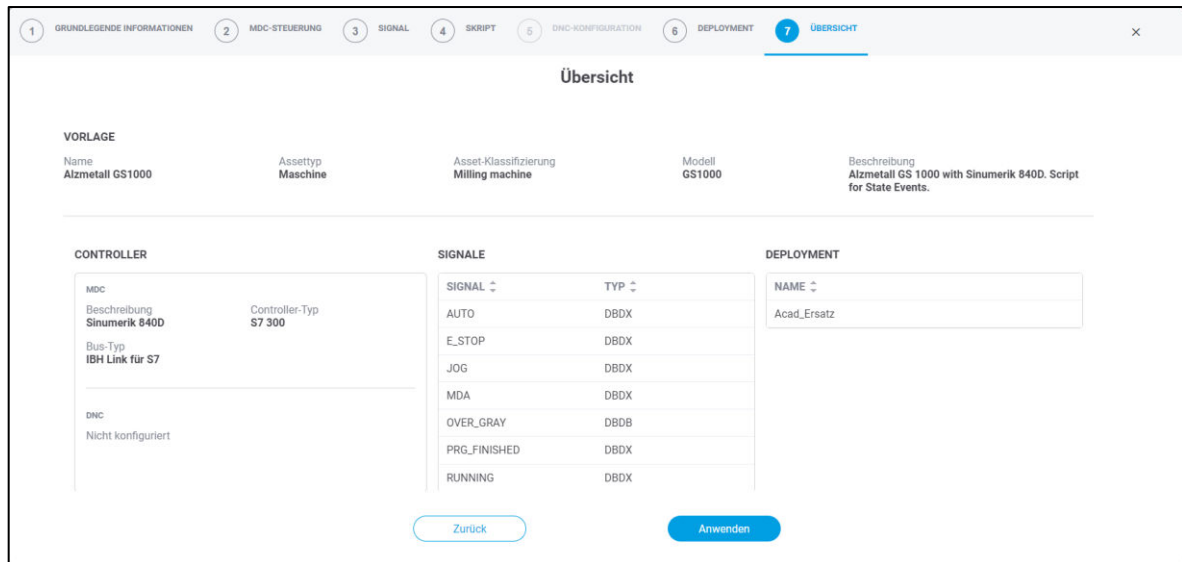 1 GRUNDLEGENDE INFORMATIONEN 2 MDC-STEUERUNG 3 SIGNAL 4 SKRIPT 5 DNC-KONFIGURATION 6 DEPLOYMENT 7 ÜBERSICHT ×
Übersicht
VORLAGE
Name Assettyp Asset-Klassifizierung Modell Beschreibung
Alzmetall GS1000 Maschine Milling machine GS1000 Alzmetall GS 1000 with Sinumerik 840D. Script
for State Events.
CONTROLLER
MDC
Beschreibung Controller-Typ
Sinumerik 840D S7 300
Bus-Typ
IBH Link für S7
DNC
Nicht konfiguriert
SIGNALE
SIGNAL TYP
AUTO DBDX
E_STOP DBDX
JOG DBDX
MDA DBDX
OVER_GRAY DBDB
PRG_FINISHED DBDX
RUNNING DBDX
DEPLOYMENT
NAME
Acad_Ersatz
Zurück Anwenden